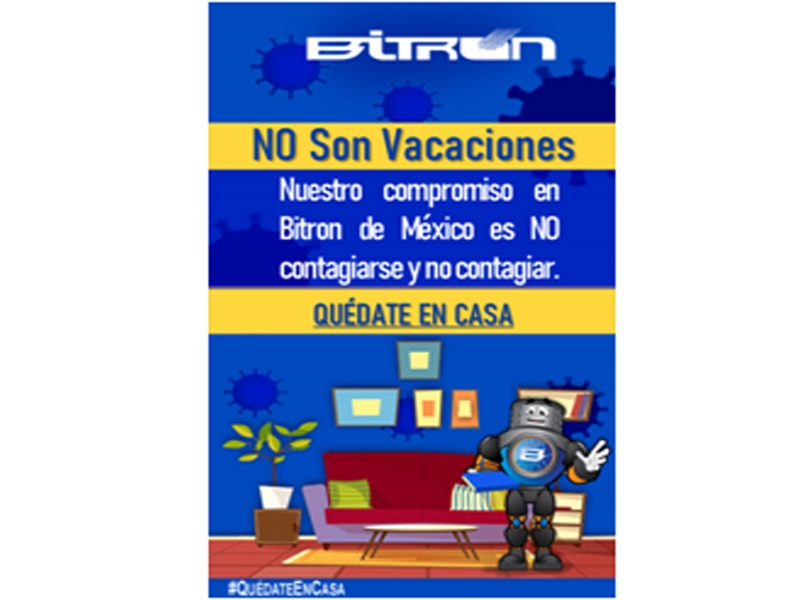 BITRON
NO Son Vacaciones
Nuestro compromiso en
Bitron de México es NO
contagiarse y no contagiar.
QUÉDATE EN CASA
B
#QUÉDATEENCASA